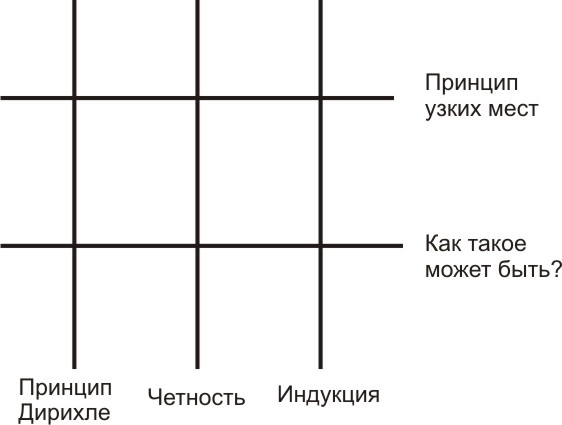 Принцип
узких мест
Как такое
может быть?
Принцип
Дирихле
Четность
Индукция